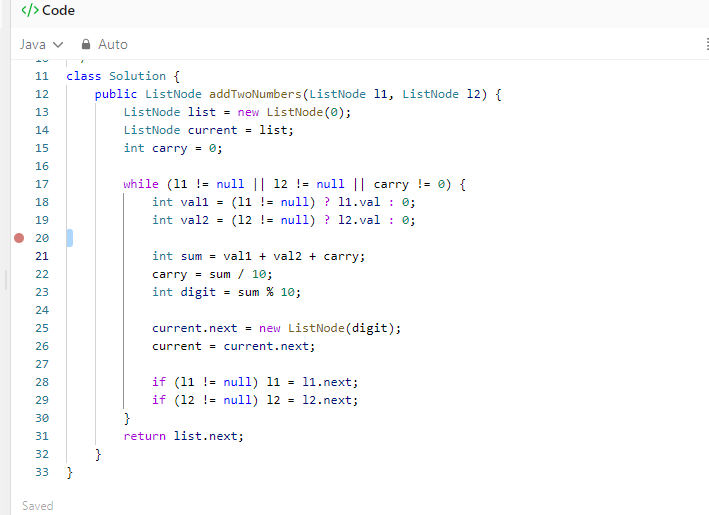 </> Code
Java Auto
11 class Solution {
12 public ListNode addTwoNumbers(ListNode l1, ListNode l2) {
13 ListNode list = new ListNode(0);
14 ListNode current = list;
15 int carry = 0;
16
17 while (l1 != null || l2 != null || carry != 0) {
18 int val1 = (l1 != null) ? l1.val : 0;
19 int val2 = (l2 != null) ? l2.val : 0;
20
21 int sum = val1 + val2 + carry;
22 carry = sum / 10;
23 int digit = sum % 10;
24
25 current.next = new ListNode(digit);
26 current = current.next;
27
28 if (l1 != null) l1 = l1.next;
29 if (l2 != null) l2 = l2.next;
30 }
31 return list.next;
32 }
33 }
Saved